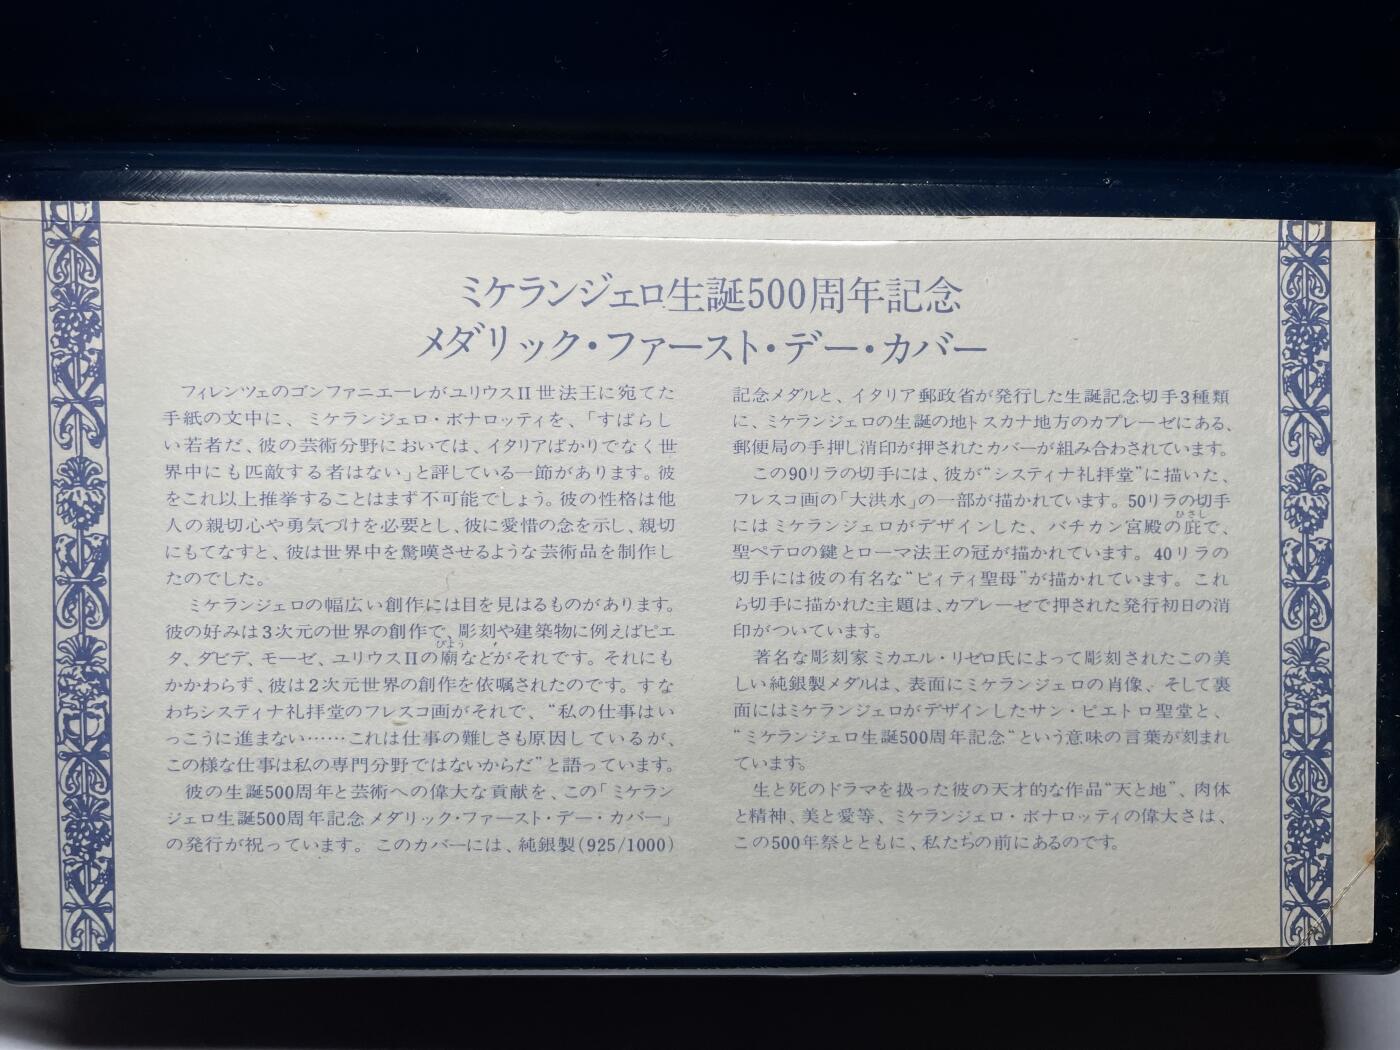 ミケランジェロ生誕500周年記念
メダリック・ファースト・デー・カバー
フィレンツェのゴンファニエーレがユリウスII世法王に宛てた
手紙の文中に、ミケランジェロ・ボナロッティを、「すばらし
い若者だ、彼の芸術分野においては、イタリアばかりでなく世
界中にも匹敵する者はない」と評している一節があります。彼
をこれ以上推挙することはまず不可能でしょう。彼の性格は他
人の親切心や勇気づけを必要とし、彼に愛惜の念を示し、親切
にもてなすと、彼は世界中を驚嘆させるような芸術品を制作し
たのでした。
ミケランジェロの幅広い創作には目を見はるものがあります。
彼の好みは3次元の世界の創作で、彫刻や建築物に例えばピエ
タ、ダビデ、モーゼ、ユリウスIIの廟などがそれです。それにも
かかわらず、彼は2次元世界の創作を依嘱されたのです。すな
わちシスティナ礼拝堂のフレスコ画がそれで、“私の仕事はい
っこうに進まない……これは仕事の難しさも原因しているが、
この様な仕事は私の専門分野ではないからだ”と語っています。
彼の生誕500周年と芸術への偉大な貢献を、この「ミケラン
ジェロ生誕500周年記念メダリック・ファースト・デー・カバー」
の発行が祝っています。このカバーには、純銀製(925/1000)
記念メダルと、イタリア郵政省が発行した生誕記念切手3種類
に、ミケランジェロの生誕の地トスカナ地方のカプレーゼにある、
郵便局の手押し消印が押されたカバーが組み合わされています。
この90リラの切手には、彼が“システィナ礼拝堂”に描いた、
フレスコ画の「大洪水」の一部が描かれています。50リラの切手
にはミケランジェロがデザインした、バチカン宮殿の庇で、
聖ペテロの鍵とローマ法王の冠が描かれています。40リラの
切手には彼の有名な“ピィティ聖母”が描かれています。これ
ら切手に描かれた主題は、カプレーゼで押された発行初日の消
印がついています。
著名な彫刻家ミカエル・リゼロ氏によって彫刻されたこの美
しい純銀製メダルは、表面にミケランジェロの肖像、そして裏
面にはミケランジェロがデザインしたサン・ピエトロ聖堂と、
“ミケランジェロ生誕500周年記念“という意味の言葉が刻まれ
ています。
生と死のドラマを扱った彼の天才的な作品“天と地”、肉体
と精神、美と愛等、ミケランジェロ・ボナロッティの偉大さは、
この500年祭とともに、私たちの前にあるのです。